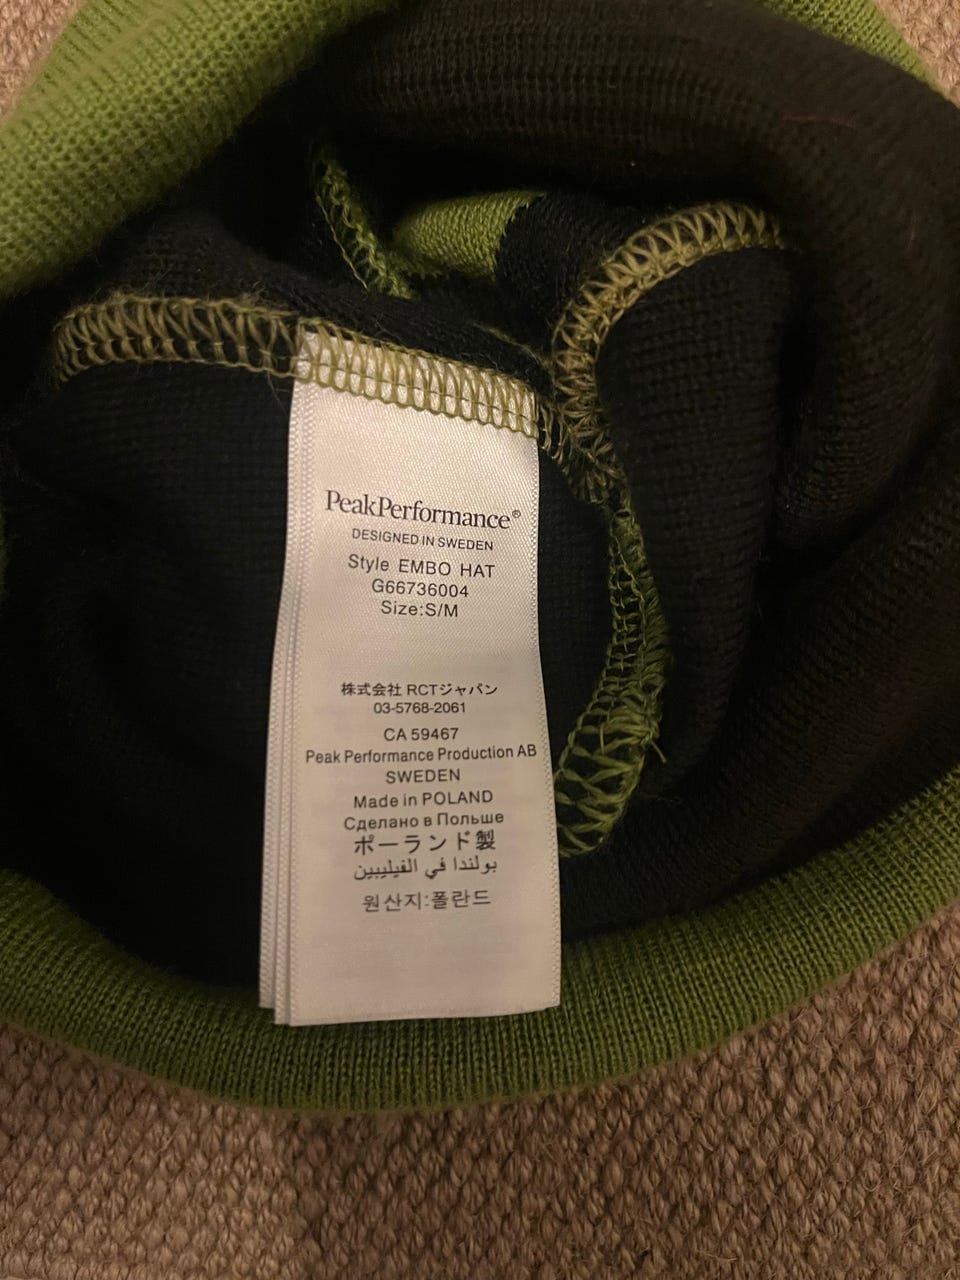 PeakPerformance®
DESIGNED IN SWEDEN
Style EMBO HAT
G66736004
Size:S/M
株式会社 RCTジャパン
03-5768-2061
CA 59467
Peak Performance Production AB
SWEDEN
Made in POLAND
Сделано в Польше
ポーランド製
بولندا في الفيليبين
원산지:폴란드